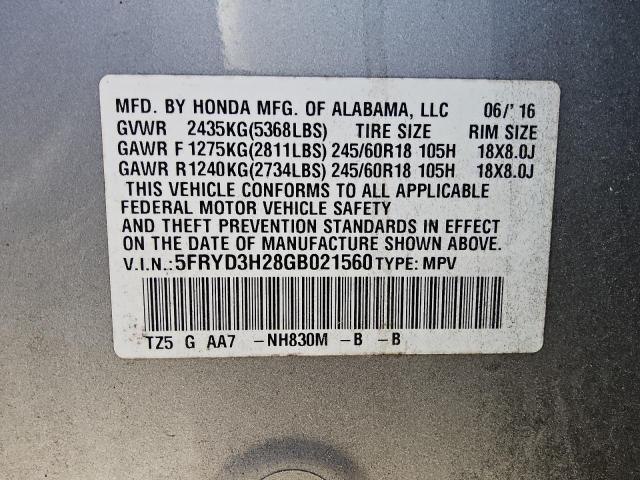 MFD. BY HONDA MFG. OF ALABAMA, LLC 06/'16
GVWR 2435KG(5368LBS) TIRE SIZE RIM SIZE
GAWR F 1275KG(2811LBS) 245/60R18 105H 18X8.0J
GAWR R1240KG(2734LBS) 245/60R18 105H 18X8.0J
THIS VEHICLE CONFORMS TO ALL APPLICABLE
FEDERAL MOTOR VEHICLE SAFETY
AND THEFT PREVENTION STANDARDS IN EFFECT
ON THE DATE OF MANUFACTURE SHOWN ABOVE.
V.I.N.:5FRYD3H28GB021560 TYPE: MPV
TZ5 G AA7 -NH830M -B -B